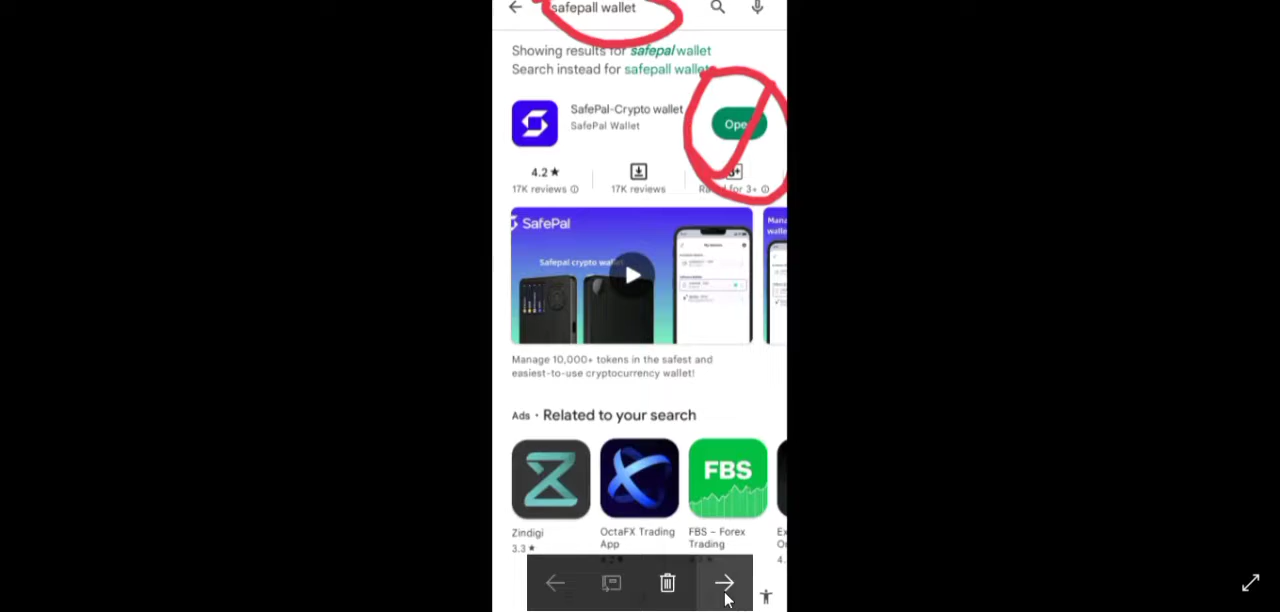 safepall wallet
Showing results for safepal wallet
Search instead for safepall wallet
SafePal-Crypto wallet
SafePal Wallet
Open
4.2★
17K reviews
17K reviews
3+
Rated for 3+
SafePal
Safepal crypto wallet
Manage 10,000+ tokens in the safest and
easiest-to-use cryptocurrency wallet!
Ads • Related to your search
FBS
Zindigi
3.3★
OctaFX Trading
App
FBS – Forex
Trading